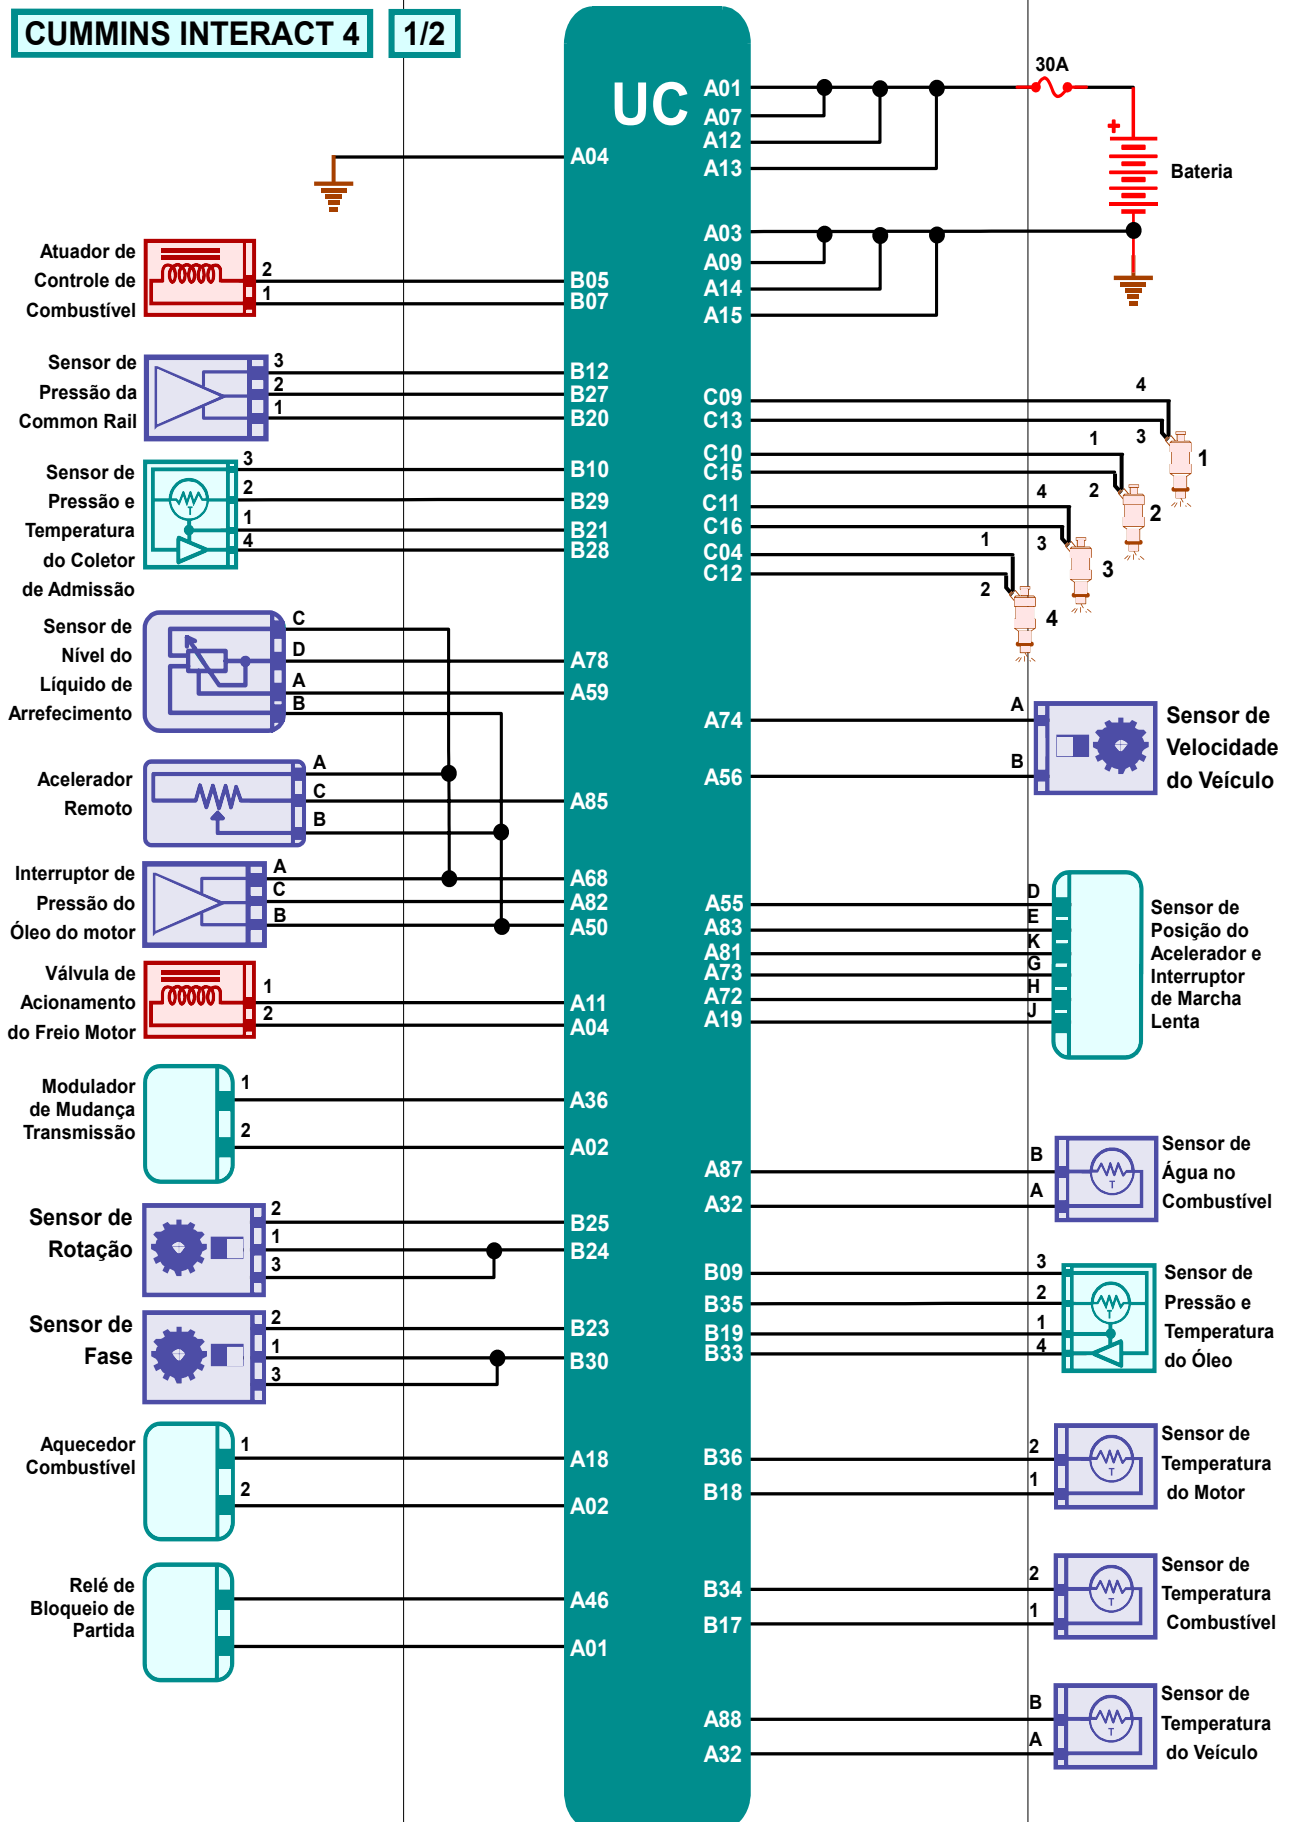 CUMMINS INTERACT 4
1/2
UC
A04
Atuador de
Controle de
Combustível
2
1
B05
B07
Sensor de
Pressão da
Common Rail
3
2
1
B12
B27
B20
Sensor de
Pressão e
Temperatura
do Coletor
de Admissão
T
3
2
1
4
B10
B29
B21
B28
Sensor de
Nível do
Líquido de
Arrefecimento
C
D
A
B
A78
A59
Acelerador
Remoto
A
C
B
A85
Interruptor de
Pressão do
Óleo do motor
A
C
B
A68
A82
A50
Válvula de
Acionamento
do Freio Motor
1
2
A11
A04
Modulador
de Mudança
Transmissão
1
2
A36
A02
Sensor de
Rotação
2
1
3
B25
B24
Sensor de
Fase
2
1
3
B23
B30
Aquecedor
Combustível
1
2
A18
A02
Relé de
Bloqueio de
Partida
A46
A01
A01
A07
A12
A13
30A
+
Bateria
A03
A09
A14
A15
C09
C13
C10
C15
C11
C16
C04
C12
4
3
1
1
2
2
4
3
3
1
2
4
A74
A56
A
B
Sensor de
Velocidade
do Veículo
A55
A83
A81
A73
A72
A19
D
E
K
G
H
J
Sensor de
Posição do
Acelerador e
Interruptor
de Marcha
Lenta
A87
A32
B
A
T
Sensor de
Água no
Combustível
B09
B35
B19
B33
3
2
1
4
T
Sensor de
Pressão e
Temperatura
do Óleo
B36
B18
2
1
T
Sensor de
Temperatura
do Motor
B34
B17
2
1
T
Sensor de
Temperatura
Combustível
A88
A32
B
A
T
Sensor de
Temperatura
do Veículo